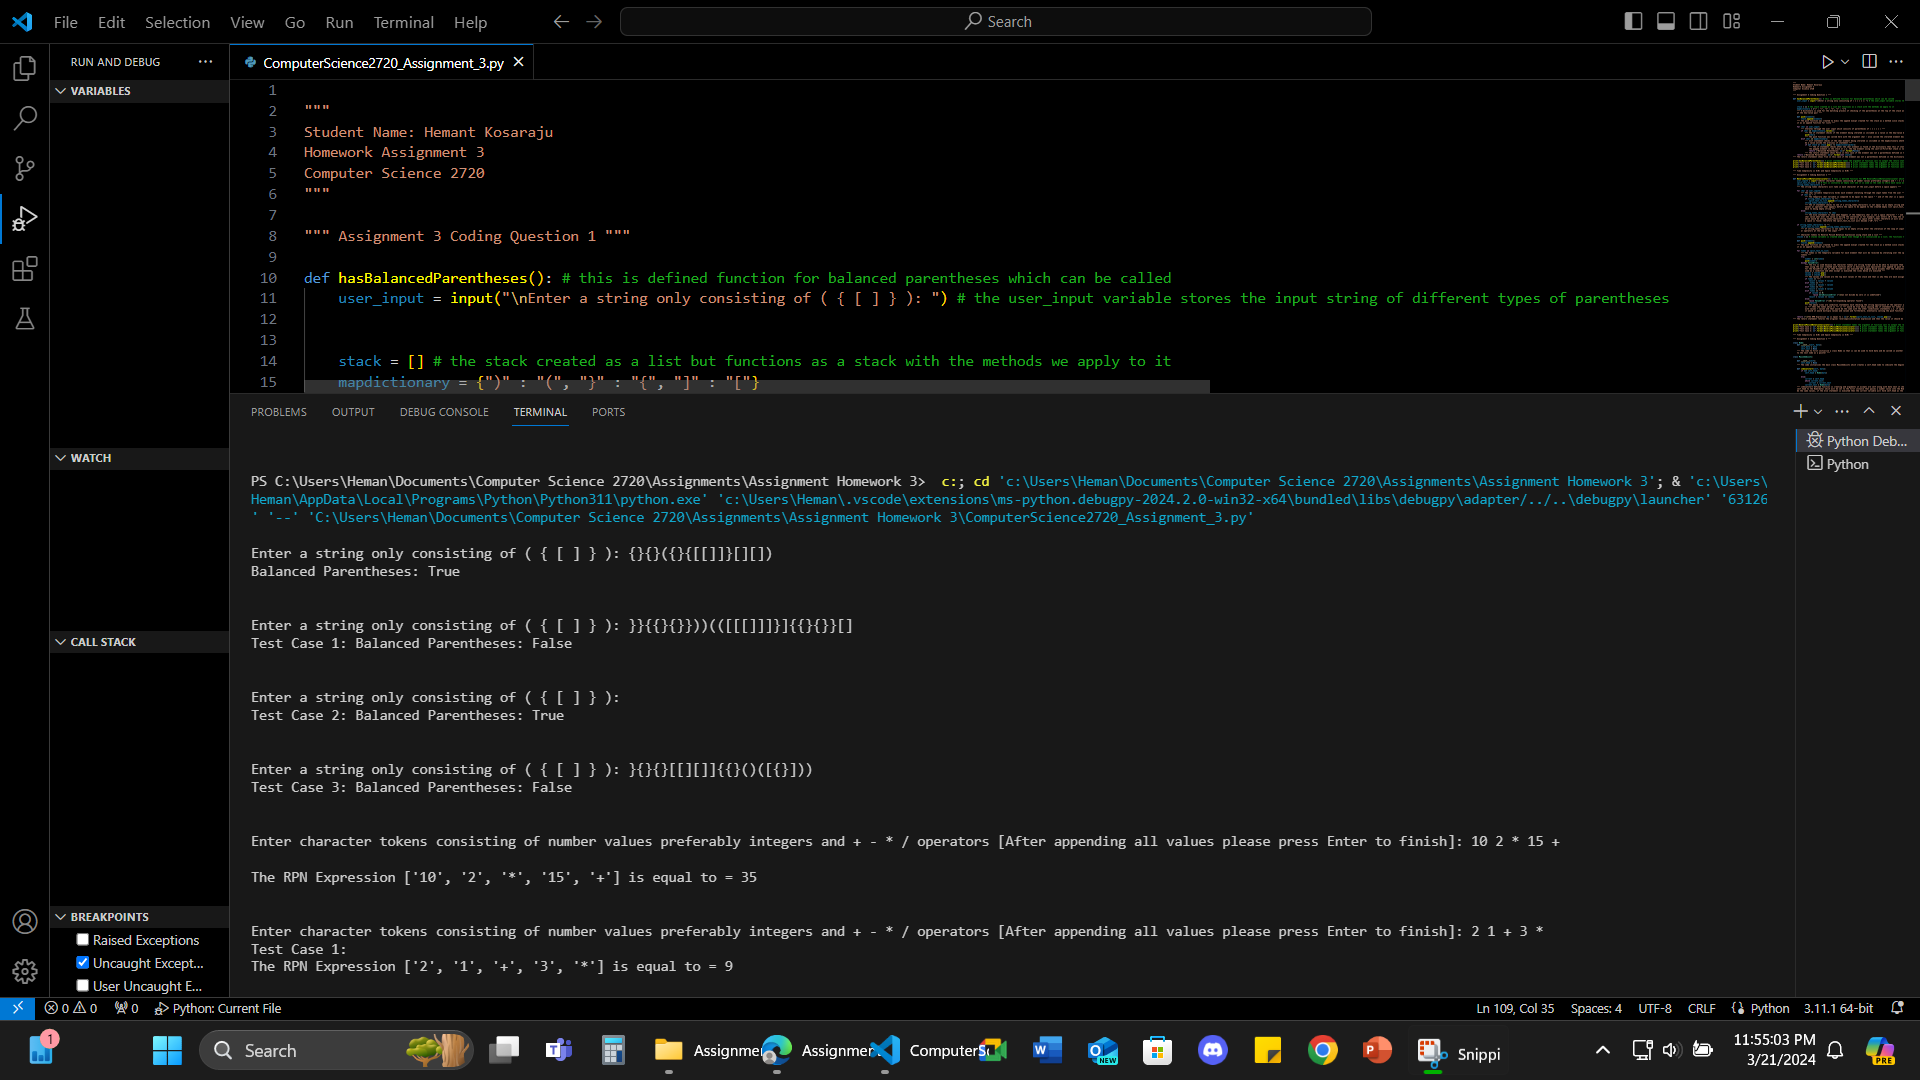 File Edit Selection View Go Run Terminal Help
Search
RUN AND DEBUG
VARIABLES
WATCH
CALL STACK
BREAKPOINTS
Raised Exceptions
Uncaught Except...
User Uncaught E...
ComputerScience2720_Assignment_3.py
1
2 """
3 Student Name: Hemant Kosaraju
4 Homework Assignment 3
5 Computer Science 2720
6 """
7
8 """ Assignment 3 Coding Question 1 """
9
10 def hasBalancedParentheses(): # this is defined function for balanced parentheses which can be called
11 user_input = input("\nEnter a string only consisting of ( { [ ] } ): ") # the user_input variable stores the input string of different types of parentheses
12
13
14 stack = [] # the stack created as a list but functions as a stack with the methods we apply to it
15 mapdictionary = {")" : "(", "}" : "{", "]" : "["}
PROBLEMS OUTPUT DEBUG CONSOLE TERMINAL PORTS
Python Deb...
Python
PS C:\Users\Heman\Documents\Computer Science 2720\Assignments\Assignment Homework 3>  c:; cd 'c:\Users\Heman\Documents\Computer Science 2720\Assignments\Assignment Homework 3'; & 'c:\Users\
Heman\AppData\Local\Programs\Python\Python311\python.exe' 'c:\Users\Heman\.vscode\extensions\ms-python.debugpy-2024.2.0-win32-x64\bundled\libs\debugpy\adapter/../..\debugpy\launcher' '63126
' '--' 'C:\Users\Heman\Documents\Computer Science 2720\Assignments\Assignment Homework 3\ComputerScience2720_Assignment_3.py'
Enter a string only consisting of ( { [ ] } ): {}{}({}{[[]]}[][])
Balanced Parentheses: True
Enter a string only consisting of ( { [ ] } ): }}{{}{}}))(([[[]]]}]{{}{}}[]
Test Case 1: Balanced Parentheses: False
Enter a string only consisting of ( { [ ] } ):
Test Case 2: Balanced Parentheses: True
Enter a string only consisting of ( { [ ] } ): }{}{}[[][]]{{}()([{}]))
Test Case 3: Balanced Parentheses: False
Enter character tokens consisting of number values preferably integers and + - * / operators [After appending all values please press Enter to finish]: 10 2 * 15 +
The RPN Expression ['10', '2', '*', '15', '+'] is equal to = 35
Enter character tokens consisting of number values preferably integers and + - * / operators [After appending all values please press Enter to finish]: 2 1 + 3 *
Test Case 1:
The RPN Expression ['2', '1', '+', '3', '*'] is equal to = 9
0 0 0 Python: Current File
Ln 109, Col 35 Spaces: 4 UTF-8 CRLF Python 3.11.1 64-bit
1
Search
NEW
Assignmer
Assignmer
ComputerSc
Snippi
11:55:03 PM
3/21/2024
PRE